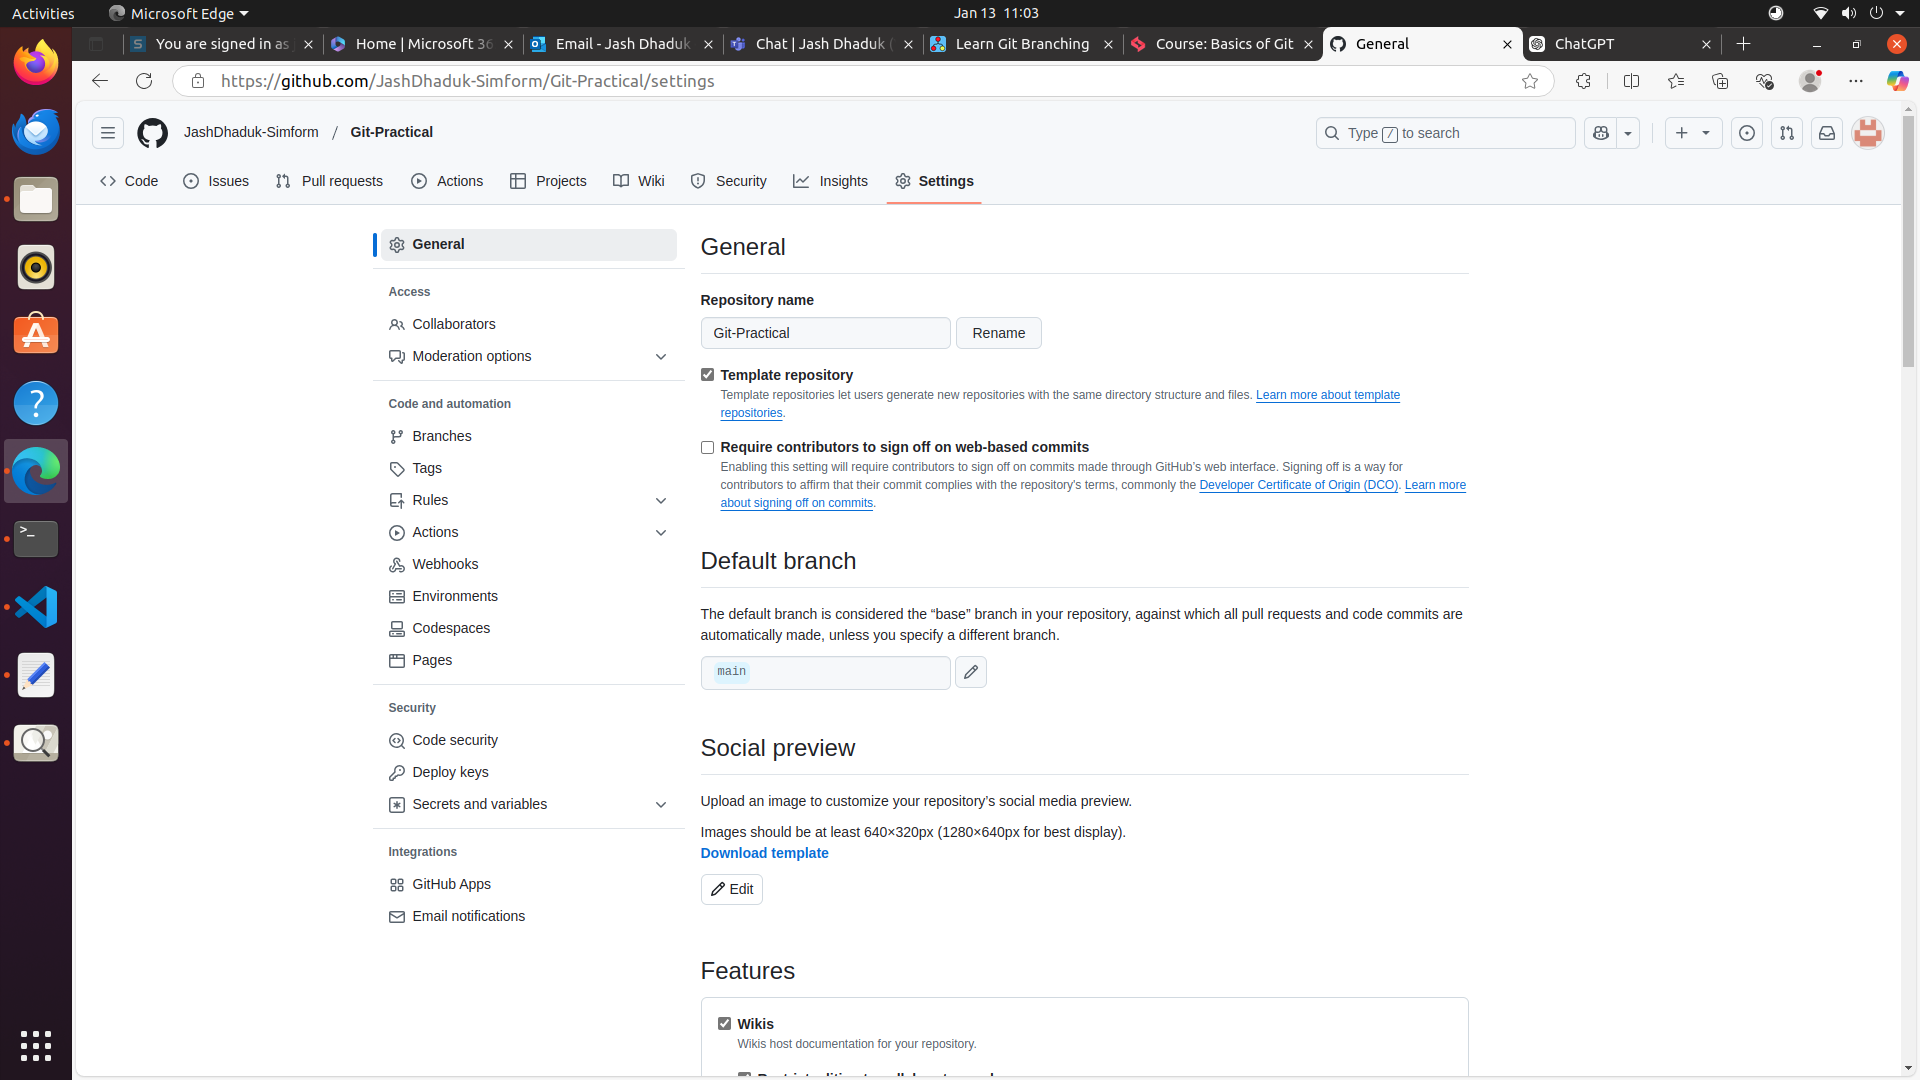 Activities
Microsoft Edge
Jan 13 11:03
You are signed in as
Home | Microsoft 36
Email - Jash Dhaduk
Chat | Jash Dhaduk (
Learn Git Branching
Course: Basics of Git
General
ChatGPT
https://github.com/JashDhaduk-Simform/Git-Practical/settings
JashDhaduk-Simform / Git-Practical
Type / to search
Code
Issues
Pull requests
Actions
Projects
Wiki
Security
Insights
Settings
General
Access
Collaborators
Moderation options
Code and automation
Branches
Tags
Rules
Actions
Webhooks
Environments
Codespaces
Pages
Security
Code security
Deploy keys
Secrets and variables
Integrations
GitHub Apps
Email notifications
General
Repository name
Git-Practical
Rename
Template repository
Template repositories let users generate new repositories with the same directory structure and files. Learn more about template
repositories.
Require contributors to sign off on web-based commits
Enabling this setting will require contributors to sign off on commits made through GitHub's web interface. Signing off is a way for
contributors to affirm that their commit complies with the repository's terms, commonly the Developer Certificate of Origin (DCO). Learn more
about signing off on commits.
Default branch
The default branch is considered the “base” branch in your repository, against which all pull requests and code commits are
automatically made, unless you specify a different branch.
main
Social preview
Upload an image to customize your repository's social media preview.
Images should be at least 640×320px (1280×640px for best display).
Download template
Edit
Features
Wikis
Wikis host documentation for your repository.